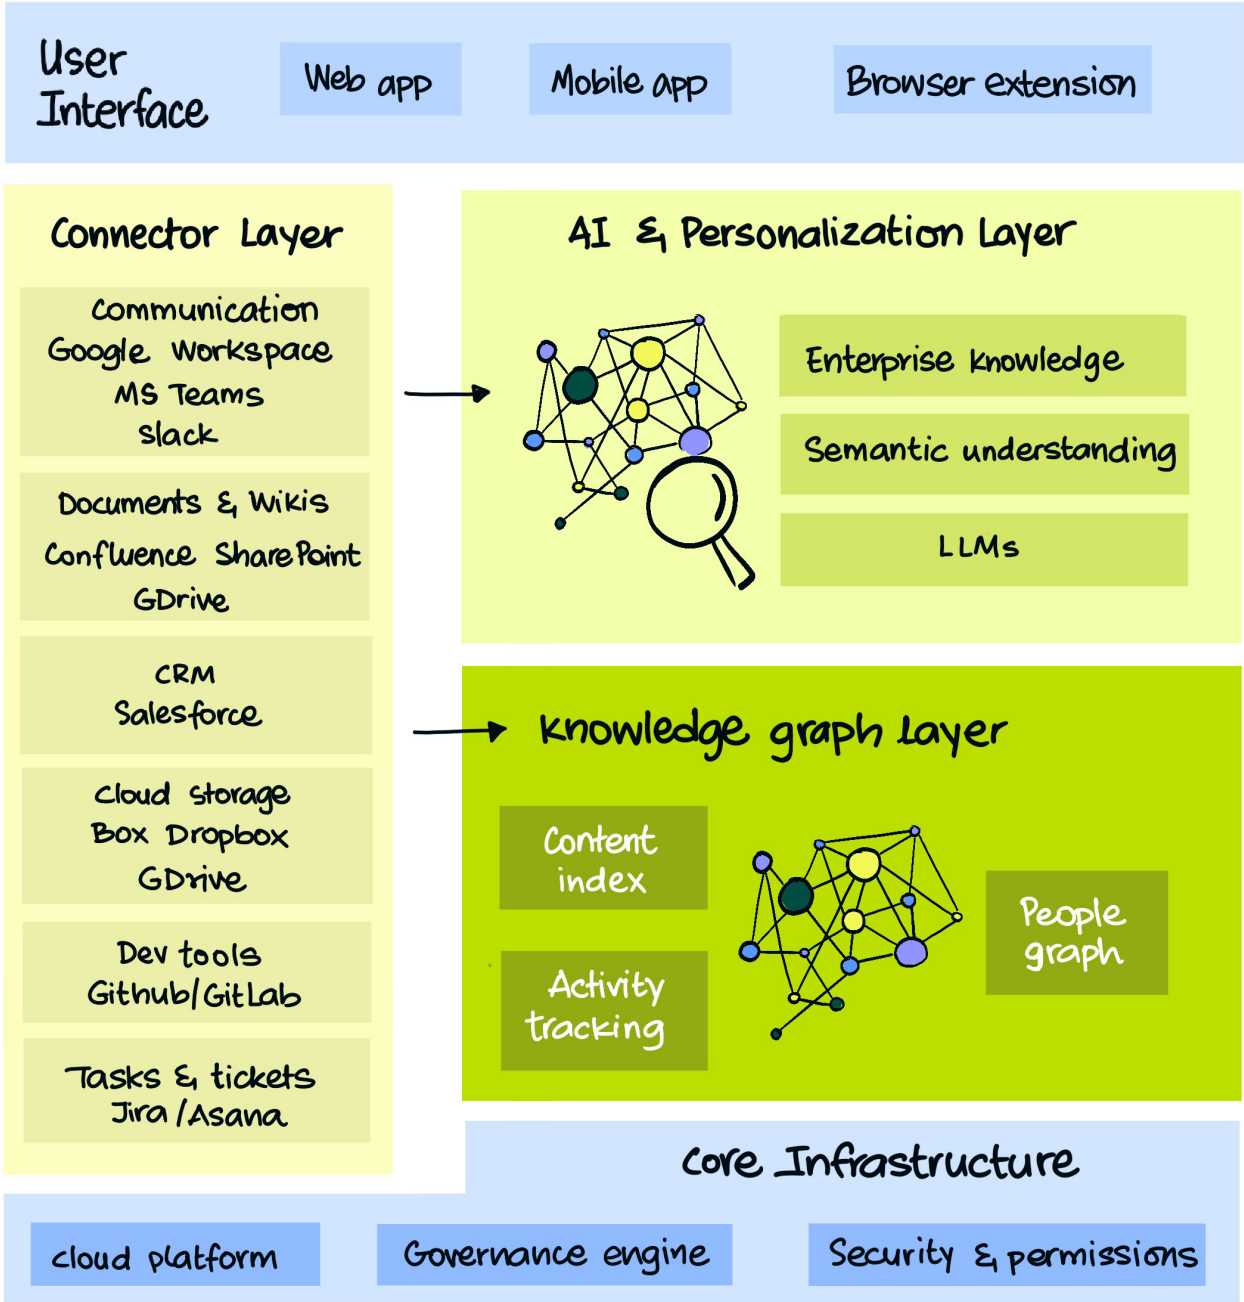 User
Interface
Web app
Mobile app
Browser extension
Connector Layer
Communication
Google Workspace
MS Teams
Slack
Documents & Wikis
Confluence SharePoint
GDrive
CRM
Salesforce
Cloud storage
Box Dropbox
GDrive
Dev tools
Github/GitLab
Tasks & tickets
Jira/Asana
AI & Personalization Layer
Enterprise knowledge
Semantic understanding
LLMs
Knowledge graph layer
Content
index
Activity
tracking
People
graph
Core Infrastructure
Cloud platform
Governance engine
Security & permissions